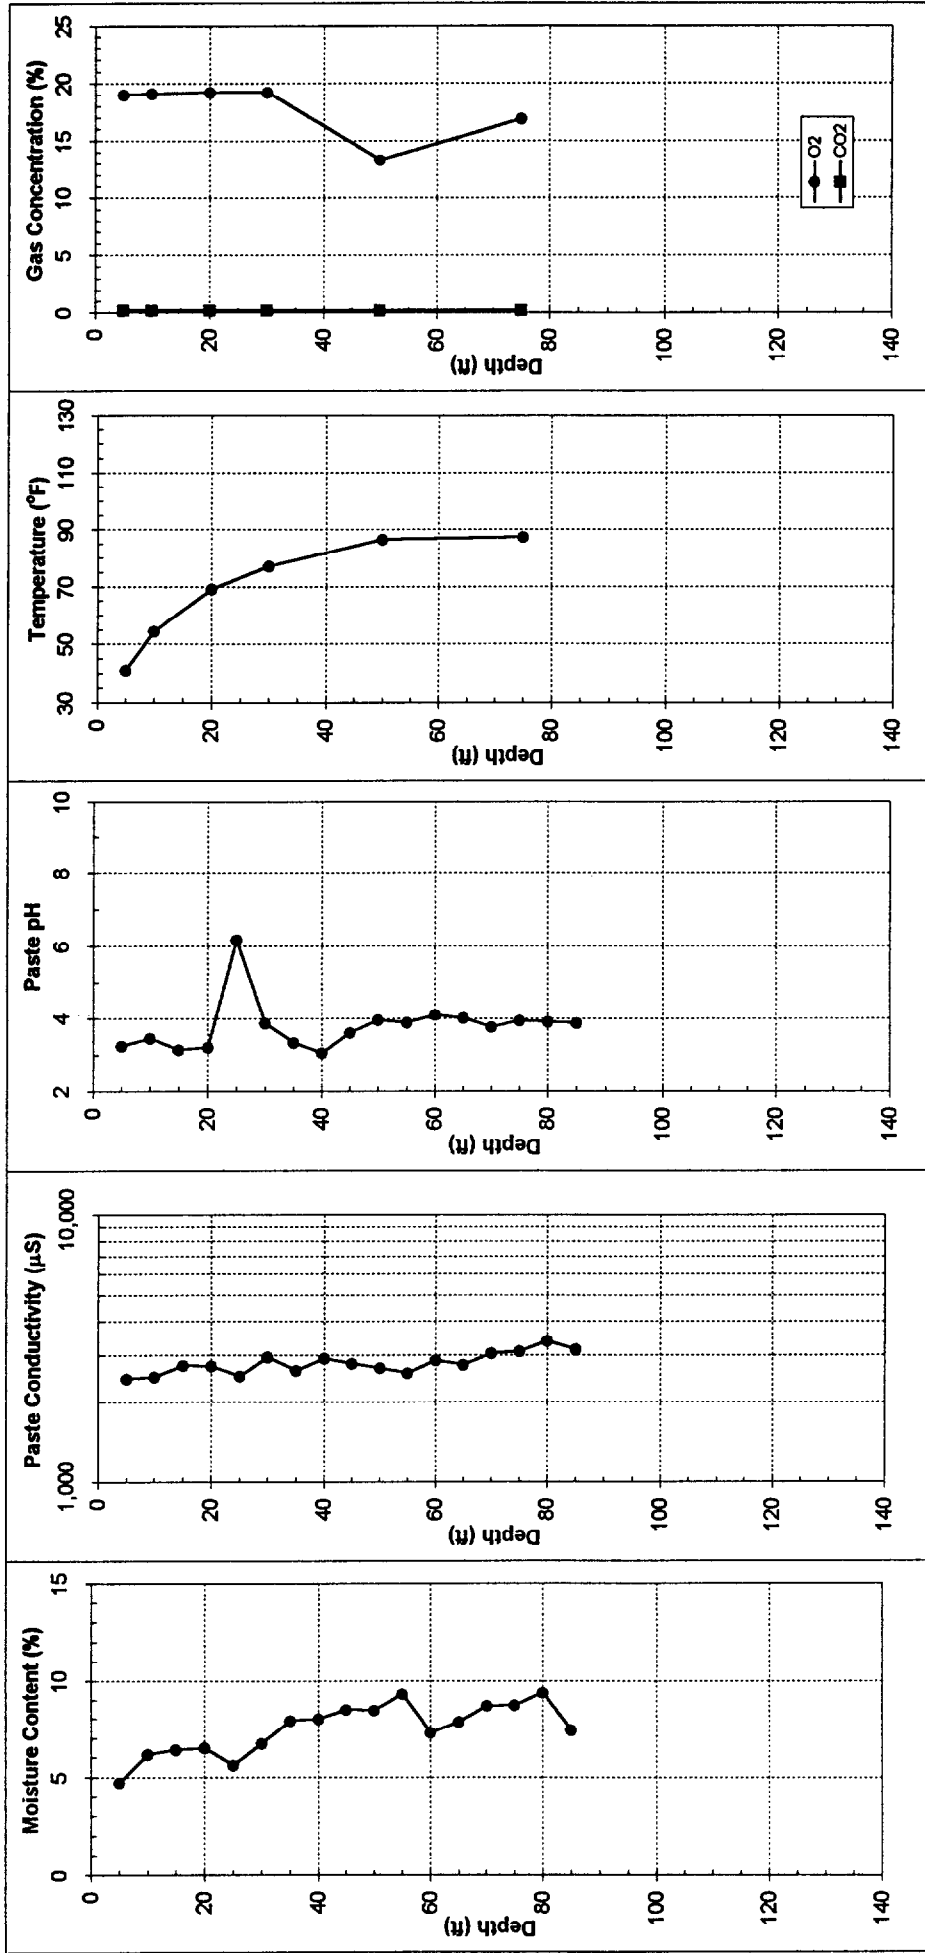 Moisture Content (%)
0 5 10 15
0
20
40
60
80
100
120
140
Depth (ft)
Paste Conductivity (µS)
1,000 10,000
0
20
40
60
80
100
120
140
Depth (ft)
Paste pH
2 4 6 8 10
0
20
40
60
80
100
120
140
Depth (ft)
Temperature (°F)
30 50 70 90 110 130
0
20
40
60
80
100
120
140
Depth (ft)
Gas Concentration (%)
0 5 10 15 20 25
0
20
40
60
80
100
120
140
Depth (ft)
O2
CO2